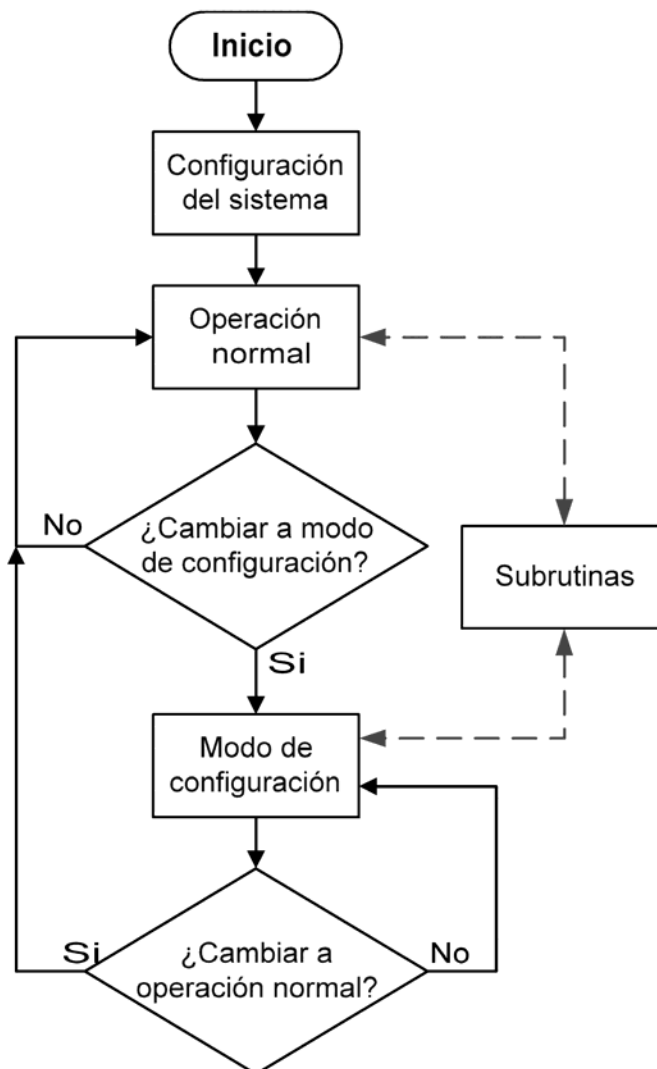 Inicio
Configuración
del sistema
Operación
normal
No
¿Cambiar a modo
de configuración?
Subrutinas
Si
Modo de
configuración
Si
¿Cambiar a
operación normal?
No